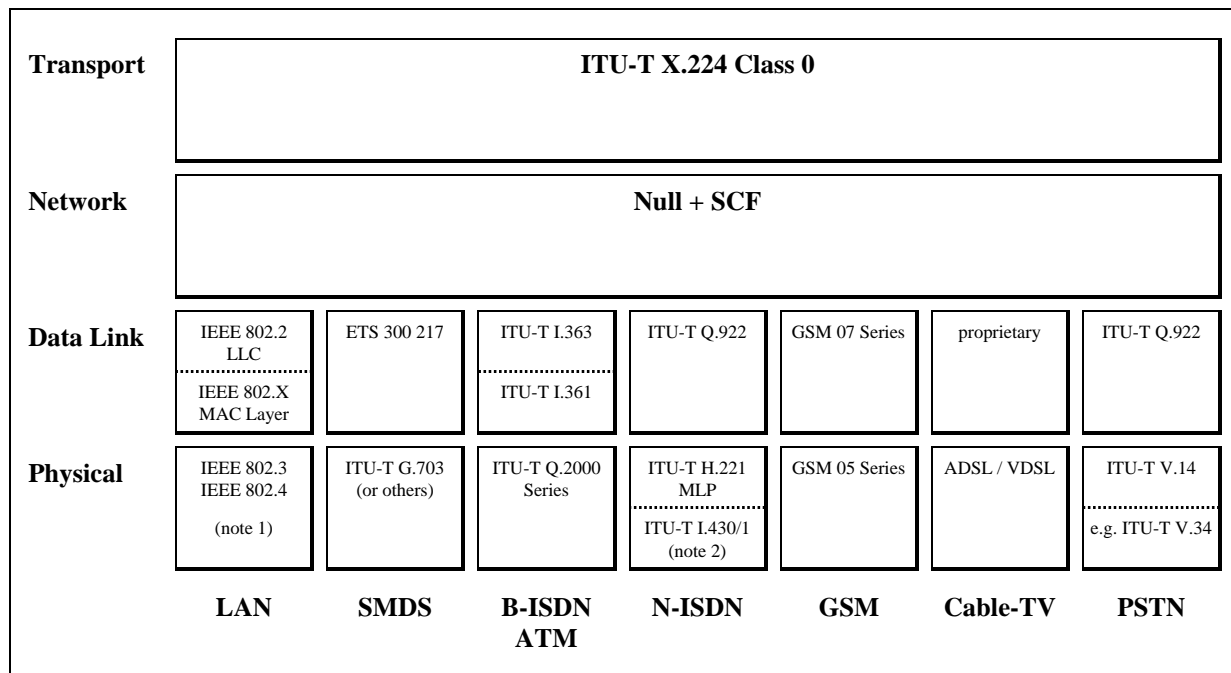 Transport
ITU-T X.224 Class 0
Network
Null + SCF
Data Link
IEEE 802.2
LLC
IEEE 802.X
MAC Layer
ETS 300 217
ITU-T I.363
ITU-T I.361
ITU-T Q.922
GSM 07 Series
proprietary
ITU-T Q.922
Physical
IEEE 802.3
IEEE 802.4
(note 1)
ITU-T G.703
(or others)
ITU-T Q.2000
Series
ITU-T H.221
MLP
ITU-T I.430/1
(note 2)
GSM 05 Series
ADSL / VDSL
ITU-T V.14
e.g. ITU-T V.34
LAN
SMDS
B-ISDN
ATM
N-ISDN
GSM
Cable-TV
PSTN